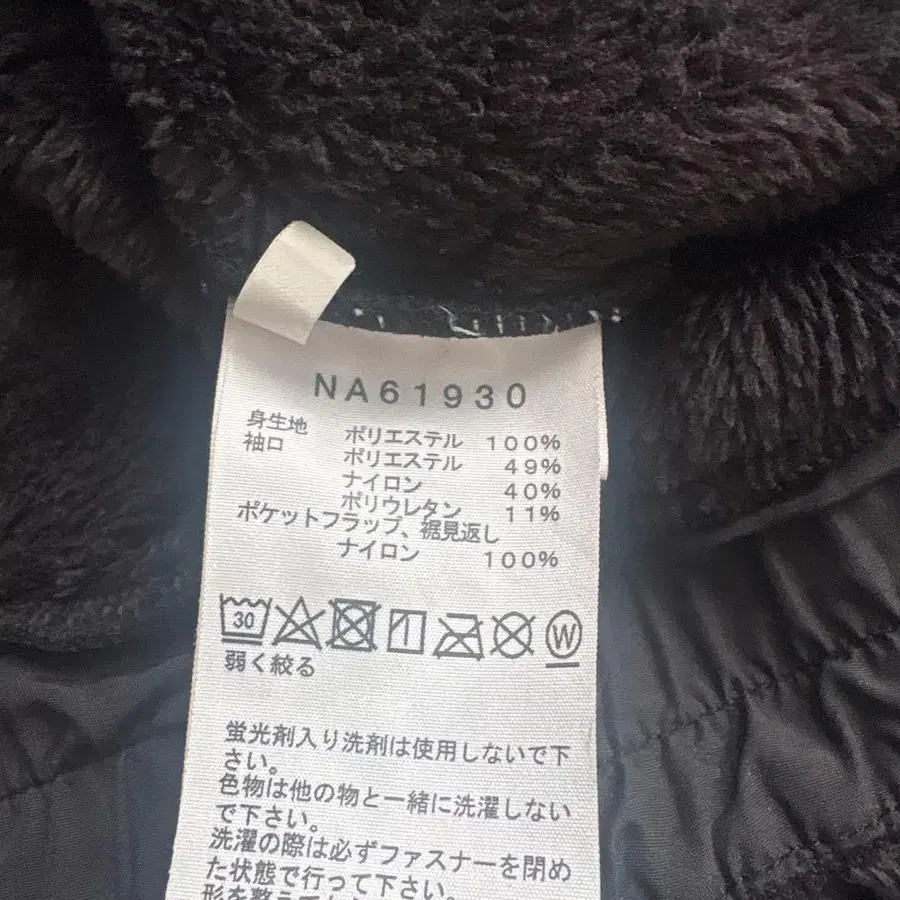 NA61930
身生地 ポリエステル 100%
袖口 ポリエステル 49%
ナイロン 40%
ポリウレタン 11%
ポケットフラップ、裾見返し
ナイロン 100%
30 W
弱く絞る
蛍光剤入り洗剤は使用しないで下
さい。
色物は他の物と一緒に洗濯しない
で下さい。
洗濯の際は必ずファスナーを閉め
た状態で行って下さい。
形を整えて